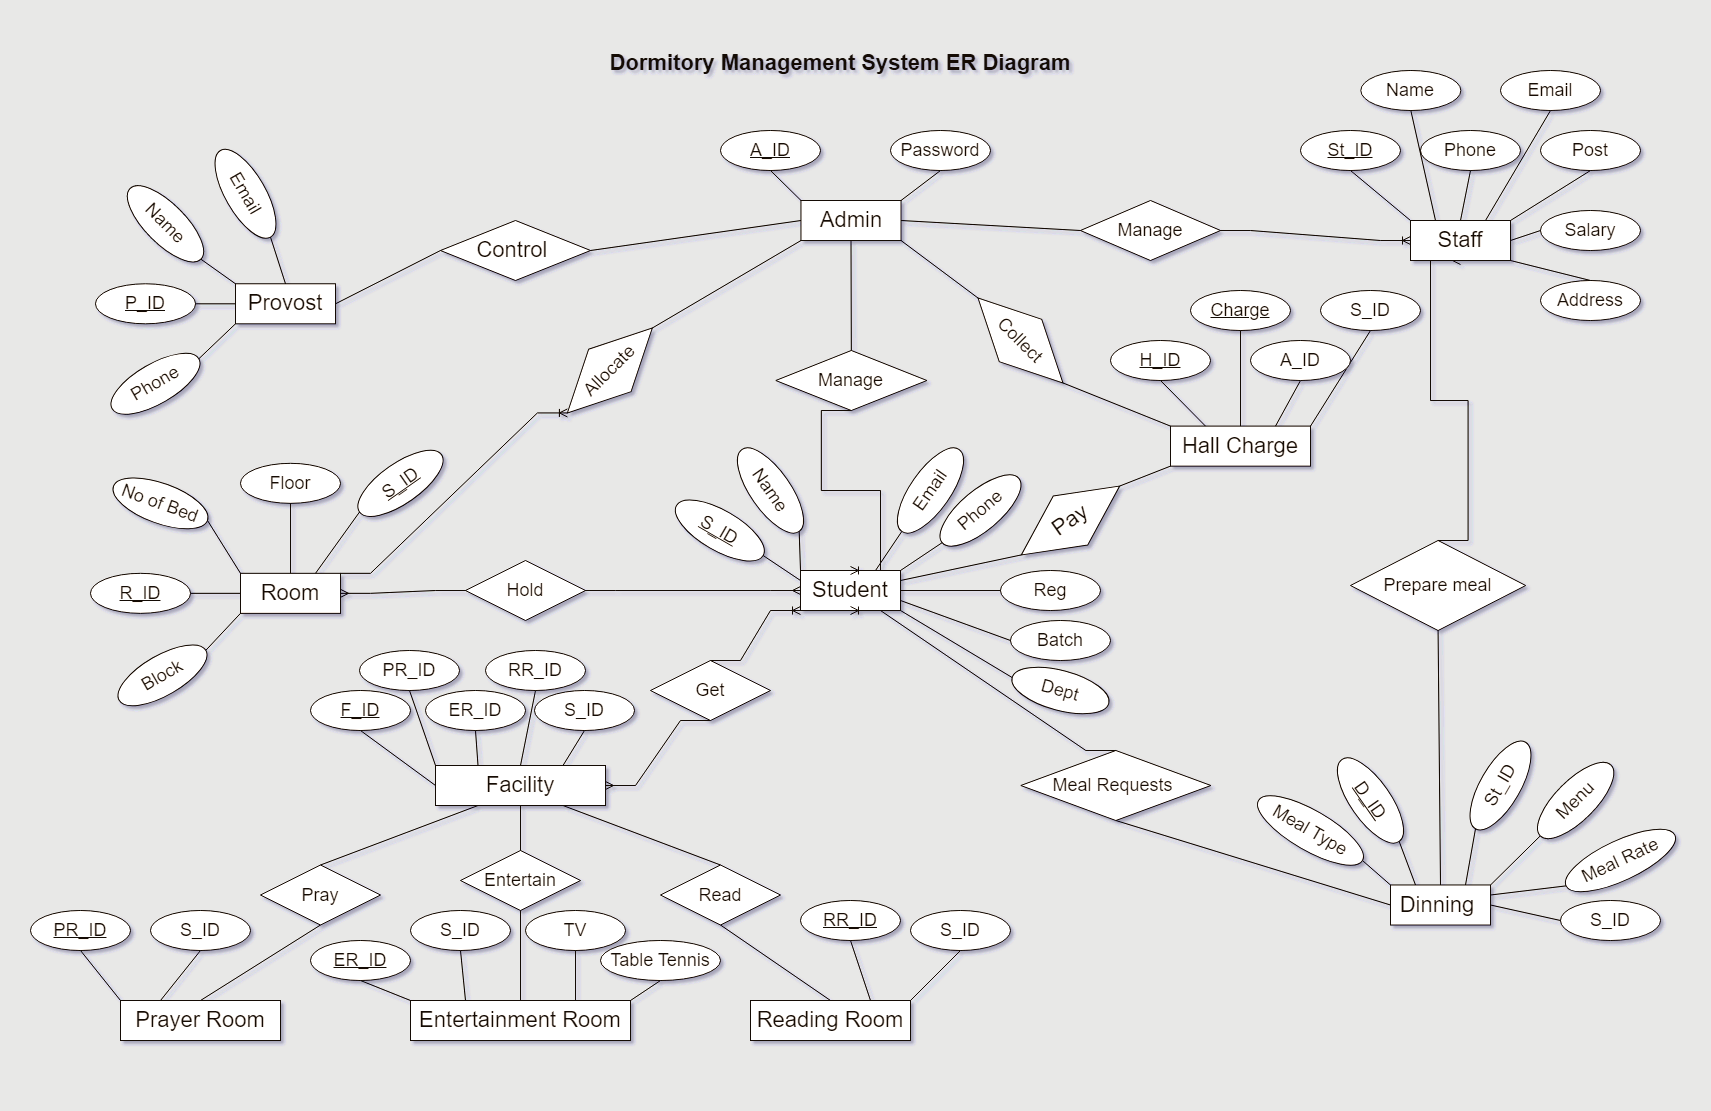 Dormitory Management System ER Diagram
Name
Email
St_ID
Phone
Post
Salary
Address
Staff
A_ID
Password
Admin
Manage
Control
Email
Name
P_ID
Phone
Provost
Allocate
Manage
Collect
Charge
S_ID
H_ID
A_ID
Hall Charge
Pay
No of Bed
Floor
S_ID
R_ID
Block
Room
Hold
Name
S_ID
Email
Phone
Student
Reg
Batch
Dept
Prepare meal
Get
PR_ID
RR_ID
F_ID
ER_ID
S_ID
Facility
Meal Requests
D_ID
St_ID
Menu
Meal Type
Meal Rate
S_ID
Dinning
Pray
Entertain
Read
PR_ID
S_ID
Prayer Room
ER_ID
S_ID
TV
Table Tennis
Entertainment Room
RR_ID
S_ID
Reading Room